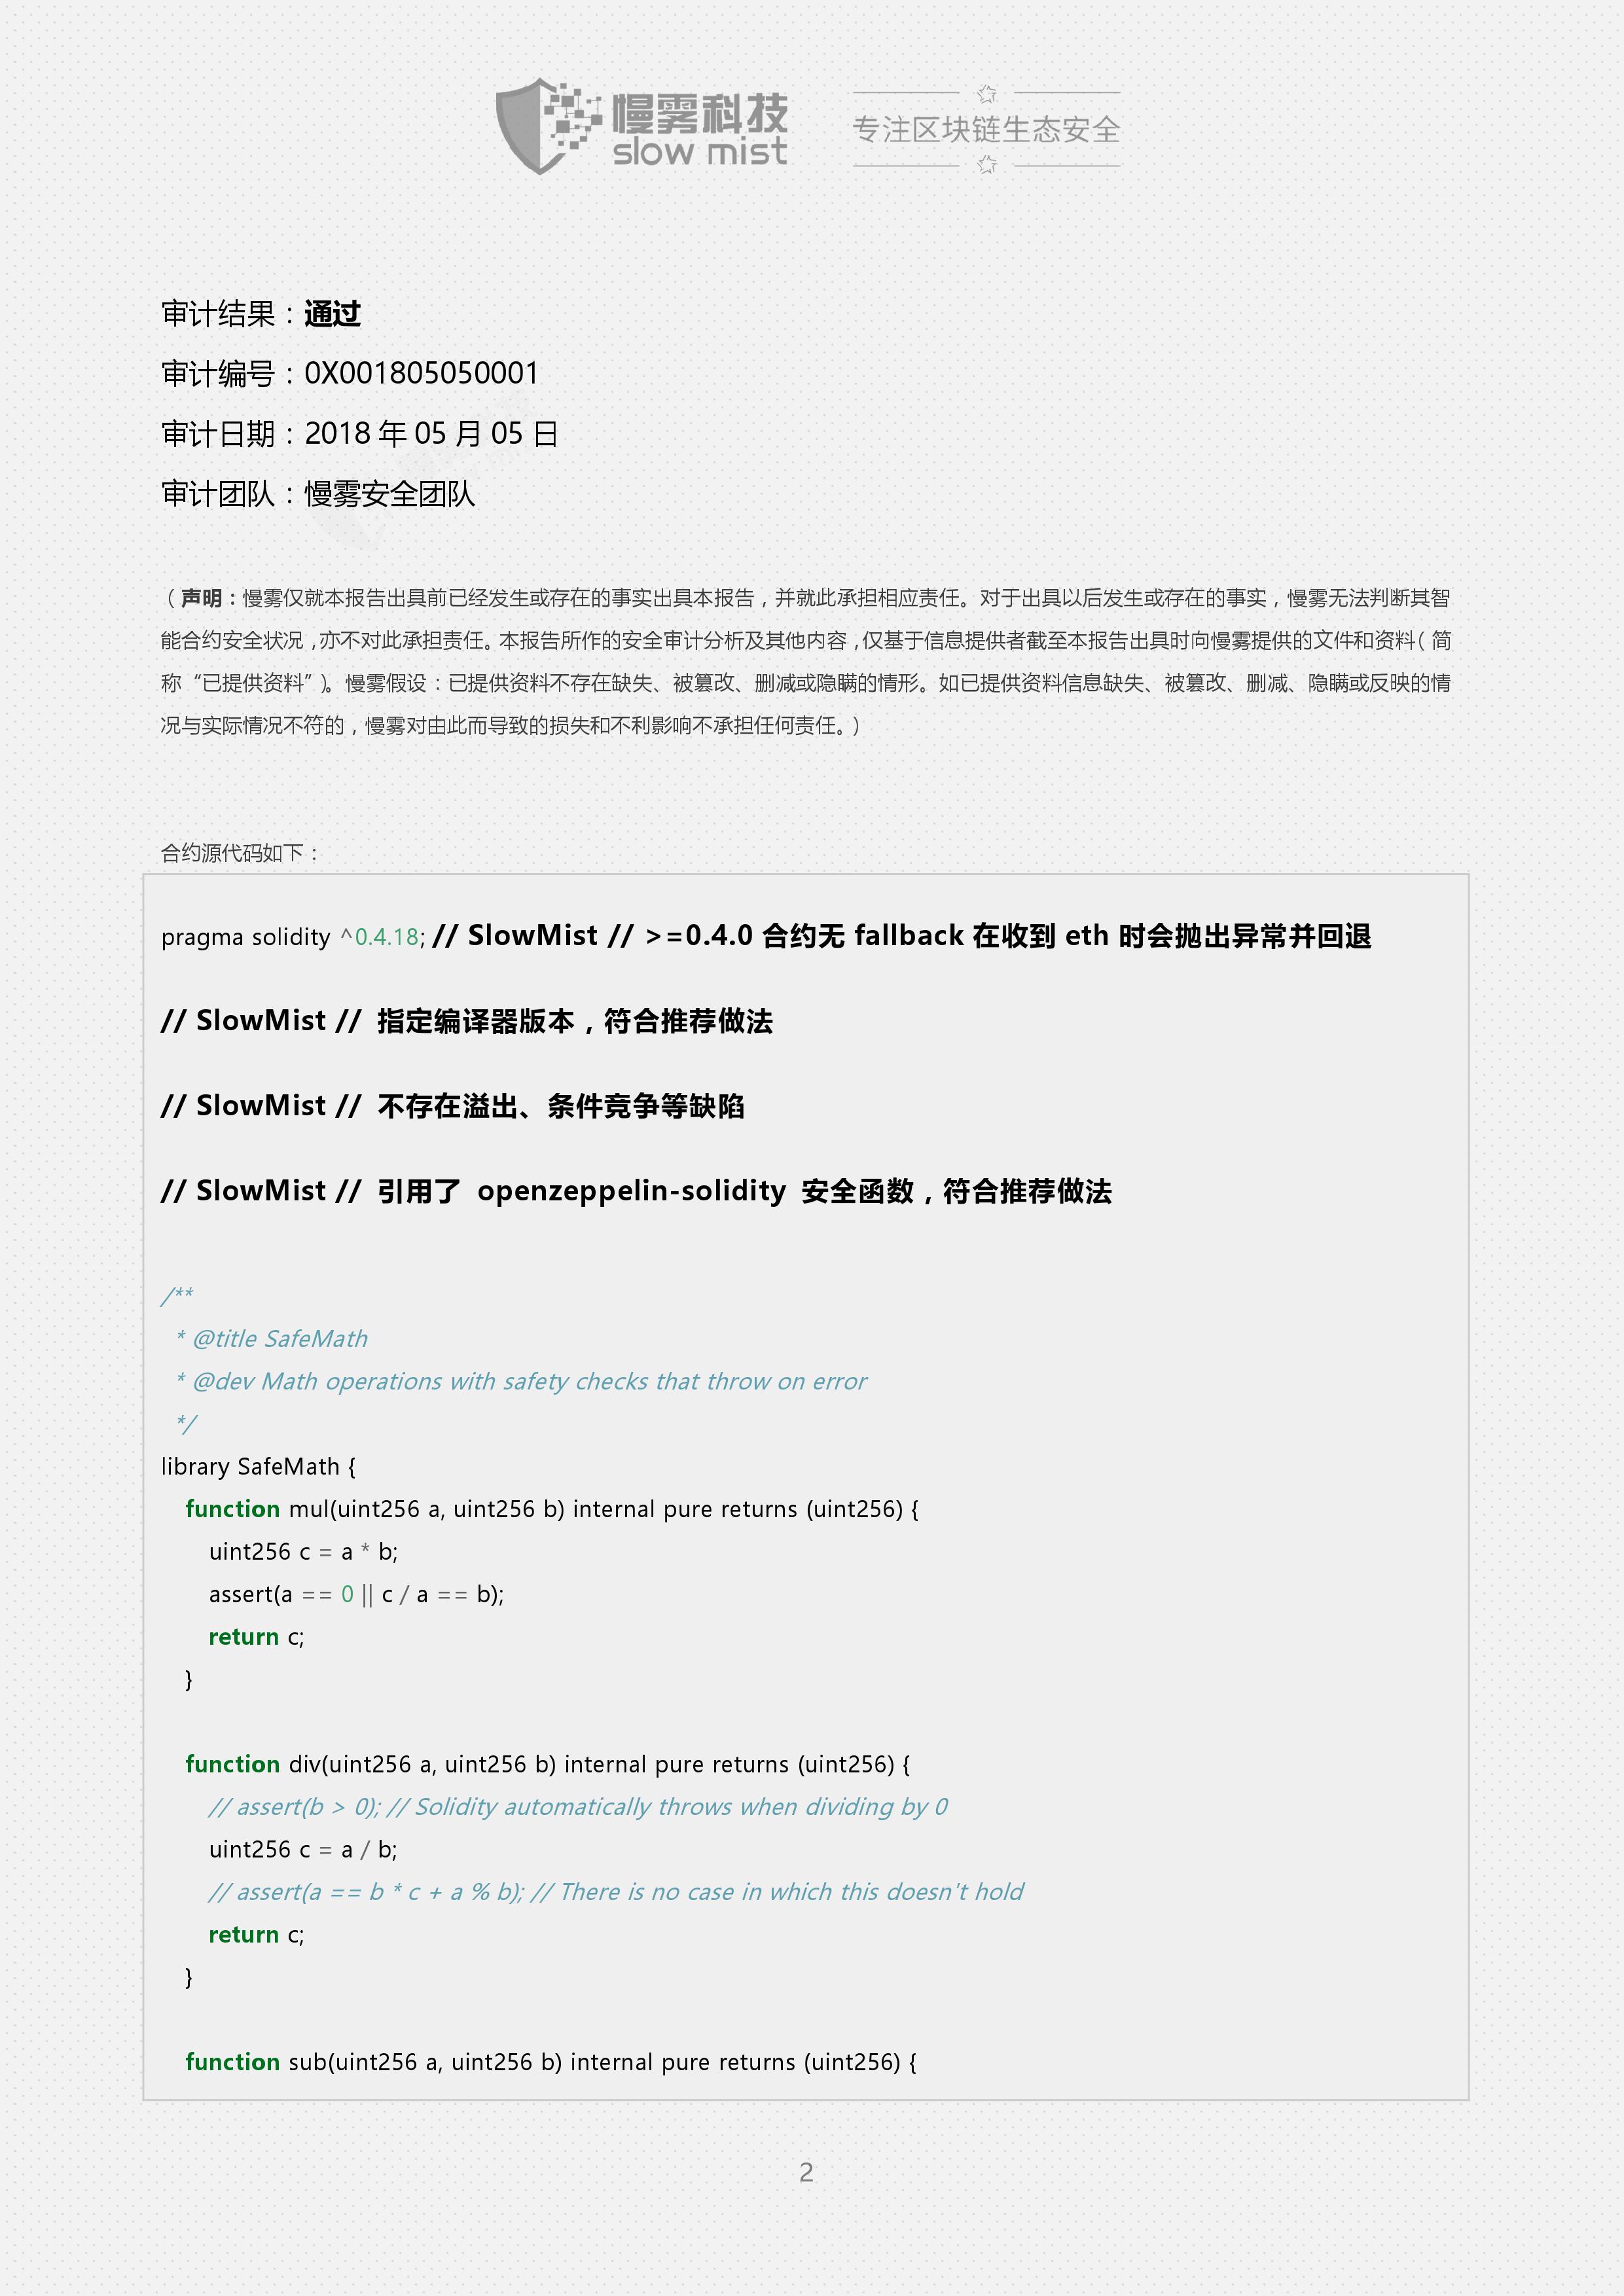 慢雾科技
slow mist
专注区块链生态安全
审计结果：通过
审计编号：0X001805050001
审计日期：2018 年 05 月 05 日
审计团队：慢雾安全团队
（声明：慢雾仅就本报告出具前已经发生或存在的事实出具本报告，并就此承担相应责任。对于出具以后发生或存在的事实，慢雾无法判断其智
能合约安全状况，亦不对此承担责任。本报告所作的安全审计分析及其他内容，仅基于信息提供者截至本报告出具时向慢雾提供的文件和资料（简
称“已提供资料”）。慢雾假设：已提供资料不存在缺失、被篡改、删减或隐瞒的情形。如已提供资料信息缺失、被篡改、删减、隐瞒或反映的情
况与实际情况不符的，慢雾对由此而导致的损失和不利影响不承担任何责任。）
合约源代码如下：
pragma solidity ^0.4.18; // SlowMist // >=0.4.0 合约无 fallback 在收到 eth 时会抛出异常并回退
// SlowMist // 指定编译器版本，符合推荐做法
// SlowMist // 不存在溢出、条件竞争等缺陷
// SlowMist // 引用了 openzeppelin-solidity 安全函数，符合推荐做法
/**
* @title SafeMath
* @dev Math operations with safety checks that throw on error
*/
library SafeMath {
function mul(uint256 a, uint256 b) internal pure returns (uint256) {
uint256 c = a * b;
assert(a == 0 || c / a == b);
return c;
}
function div(uint256 a, uint256 b) internal pure returns (uint256) {
// assert(b > 0); // Solidity automatically throws when dividing by 0
uint256 c = a / b;
// assert(a == b * c + a % b); // There is no case in which this doesn't hold
return c;
}
function sub(uint256 a, uint256 b) internal pure returns (uint256) {
2